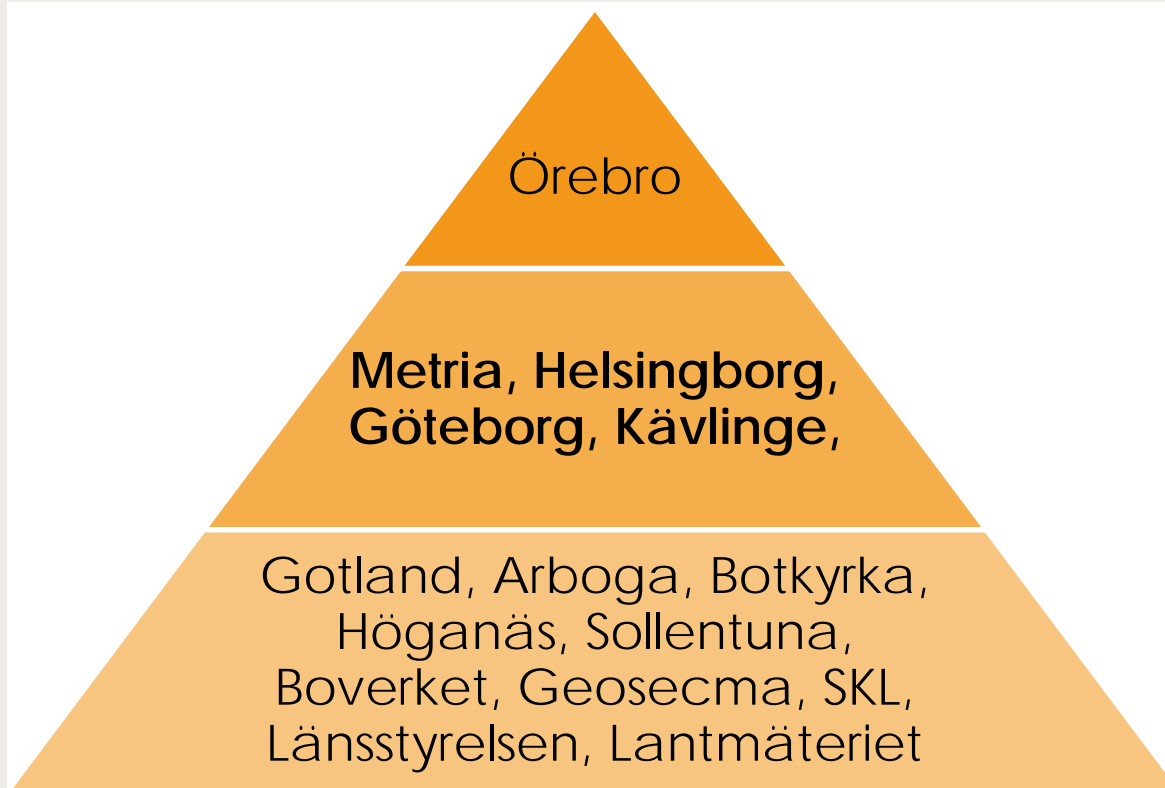 Örebro
Metria, Helsingborg,
Göteborg, Kävlinge,
Gotland, Arboga, Botkyrka,
Höganäs, Sollentuna,
Boverket, Geosecma, SKL,
Länsstyrelsen, Lantmäteriet